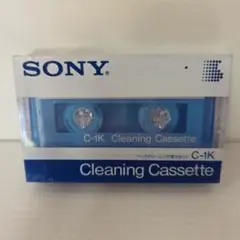 SONY
C-1K Cleaning Cassette
C-1K
Cleaning Cassette